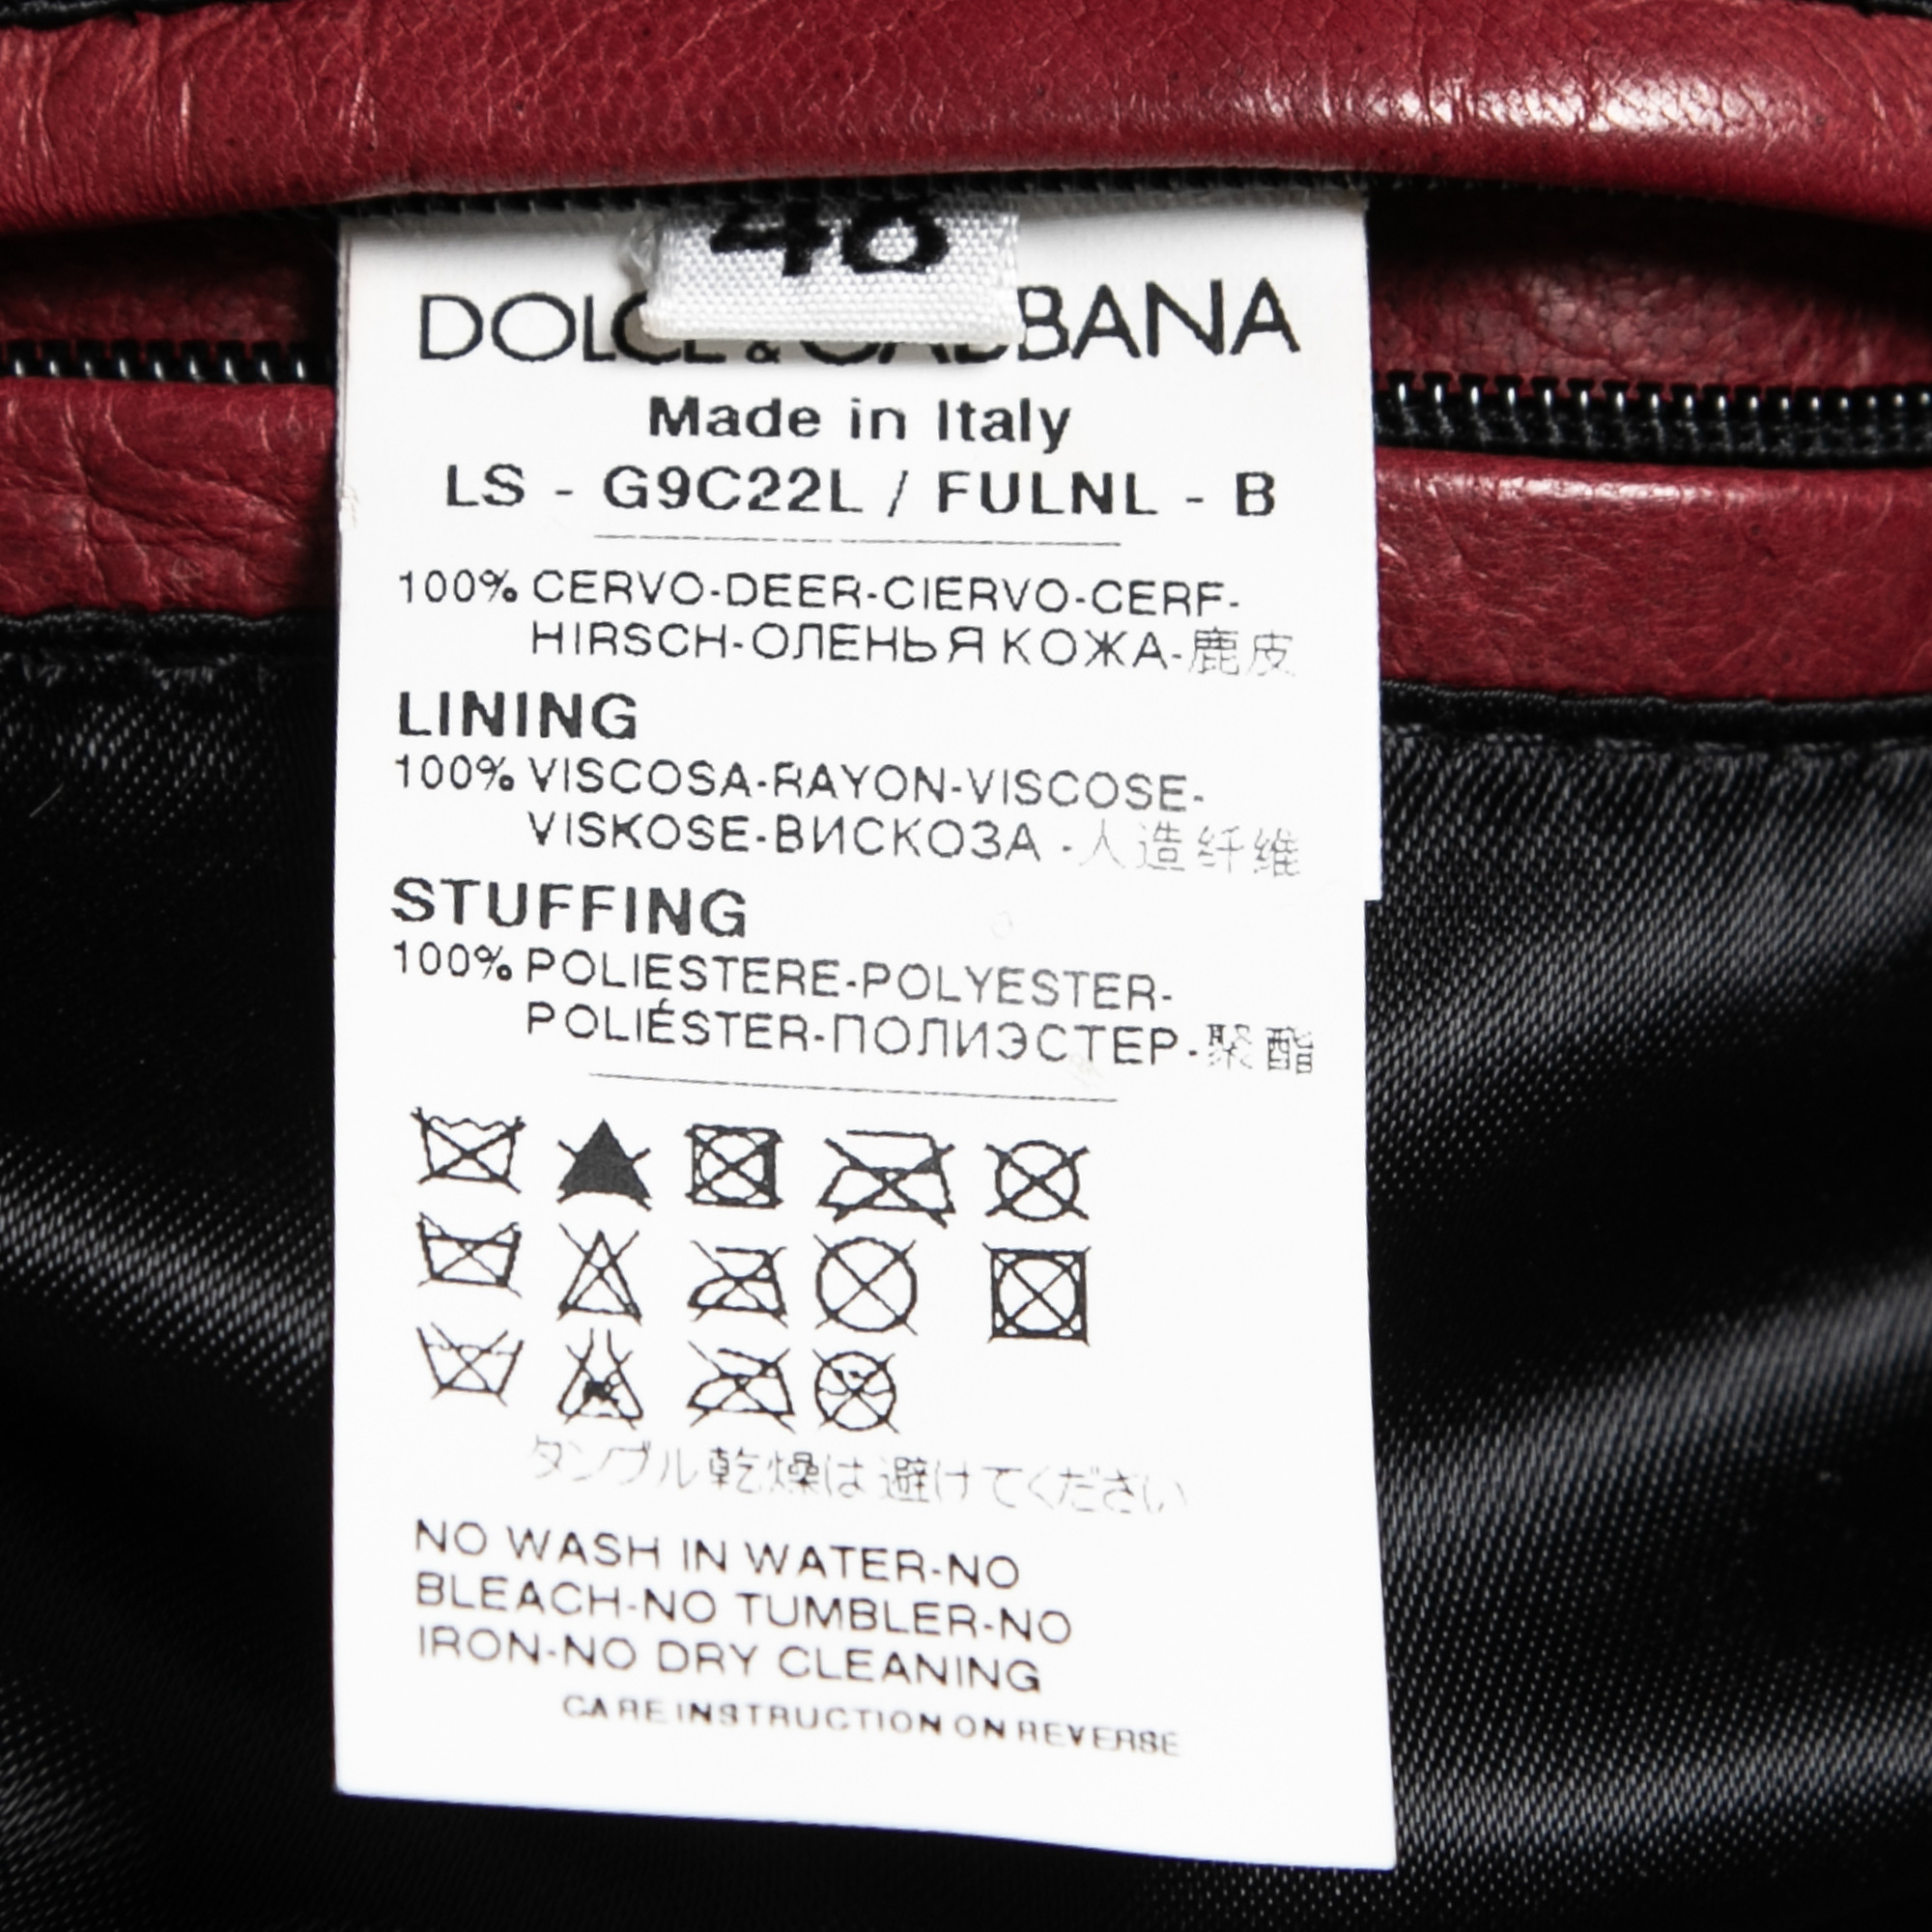 48
DOLCE & GABBANA
Made in Italy
LS - G9C22L / FULNL - B
100% CERVO-DEER-CIERVO-CERF-
HIRSCH-ОЛЕНЬЯ КОЖА-鹿皮
LINING
100% VISCOSA-RAYON-VISCOSE-
VISKOSE-ВИСКОЗА -人造纤维
STUFFING
100% POLIESTERE-POLYESTER-
POLIÉSTER-ПОЛИЭСТЕР-聚酯
タンブル乾燥は避けてください
NO WASH IN WATER-NO
BLEACH-NO TUMBLER-NO
IRON-NO DRY CLEANING
CARE INSTRUCTION ON REVERSE